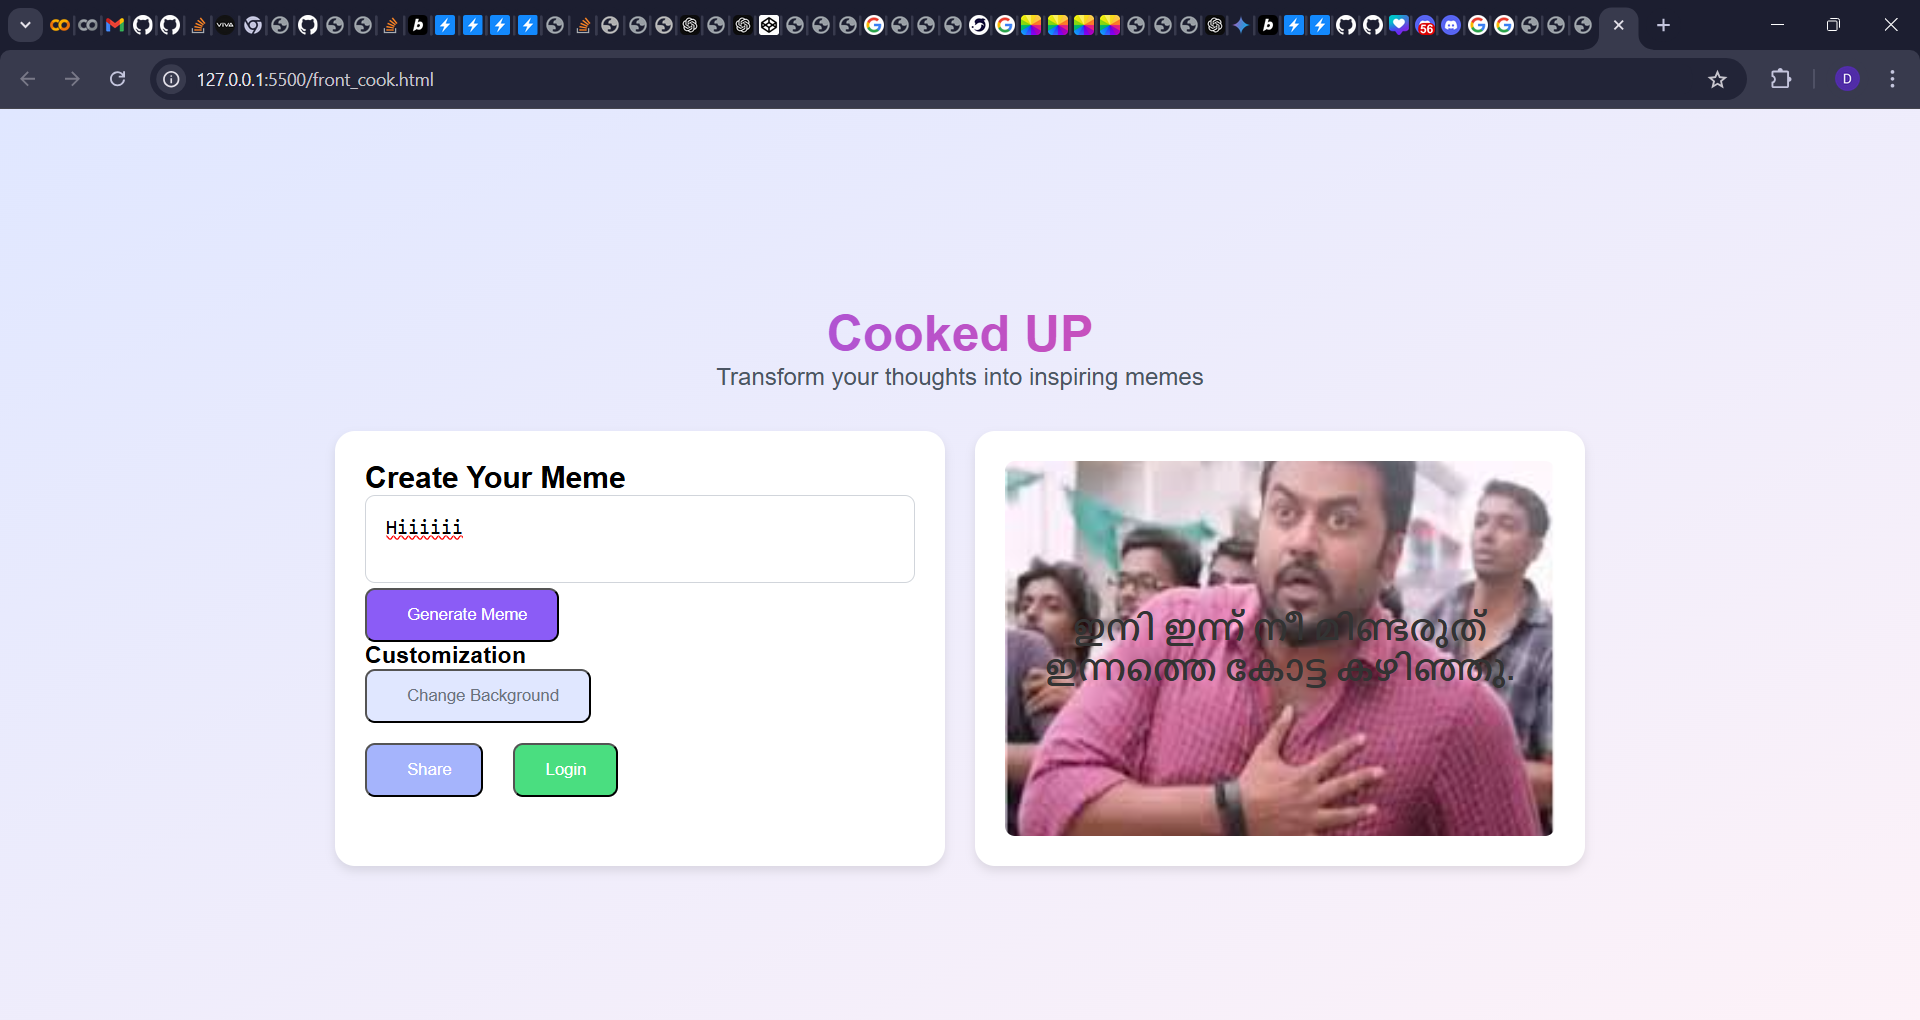 VIVA
56
127.0.0.1:5500/front_cook.html
D
Cooked UP
Transform your thoughts into inspiring memes
Create Your Meme
Hiiiiii
Generate Meme
Customization
Change Background
Share Login
ഇനി ഇന്ന് നീ മിണ്ടരുത്
ഇന്നത്തെ കോട്ട കഴിഞ്ഞു.